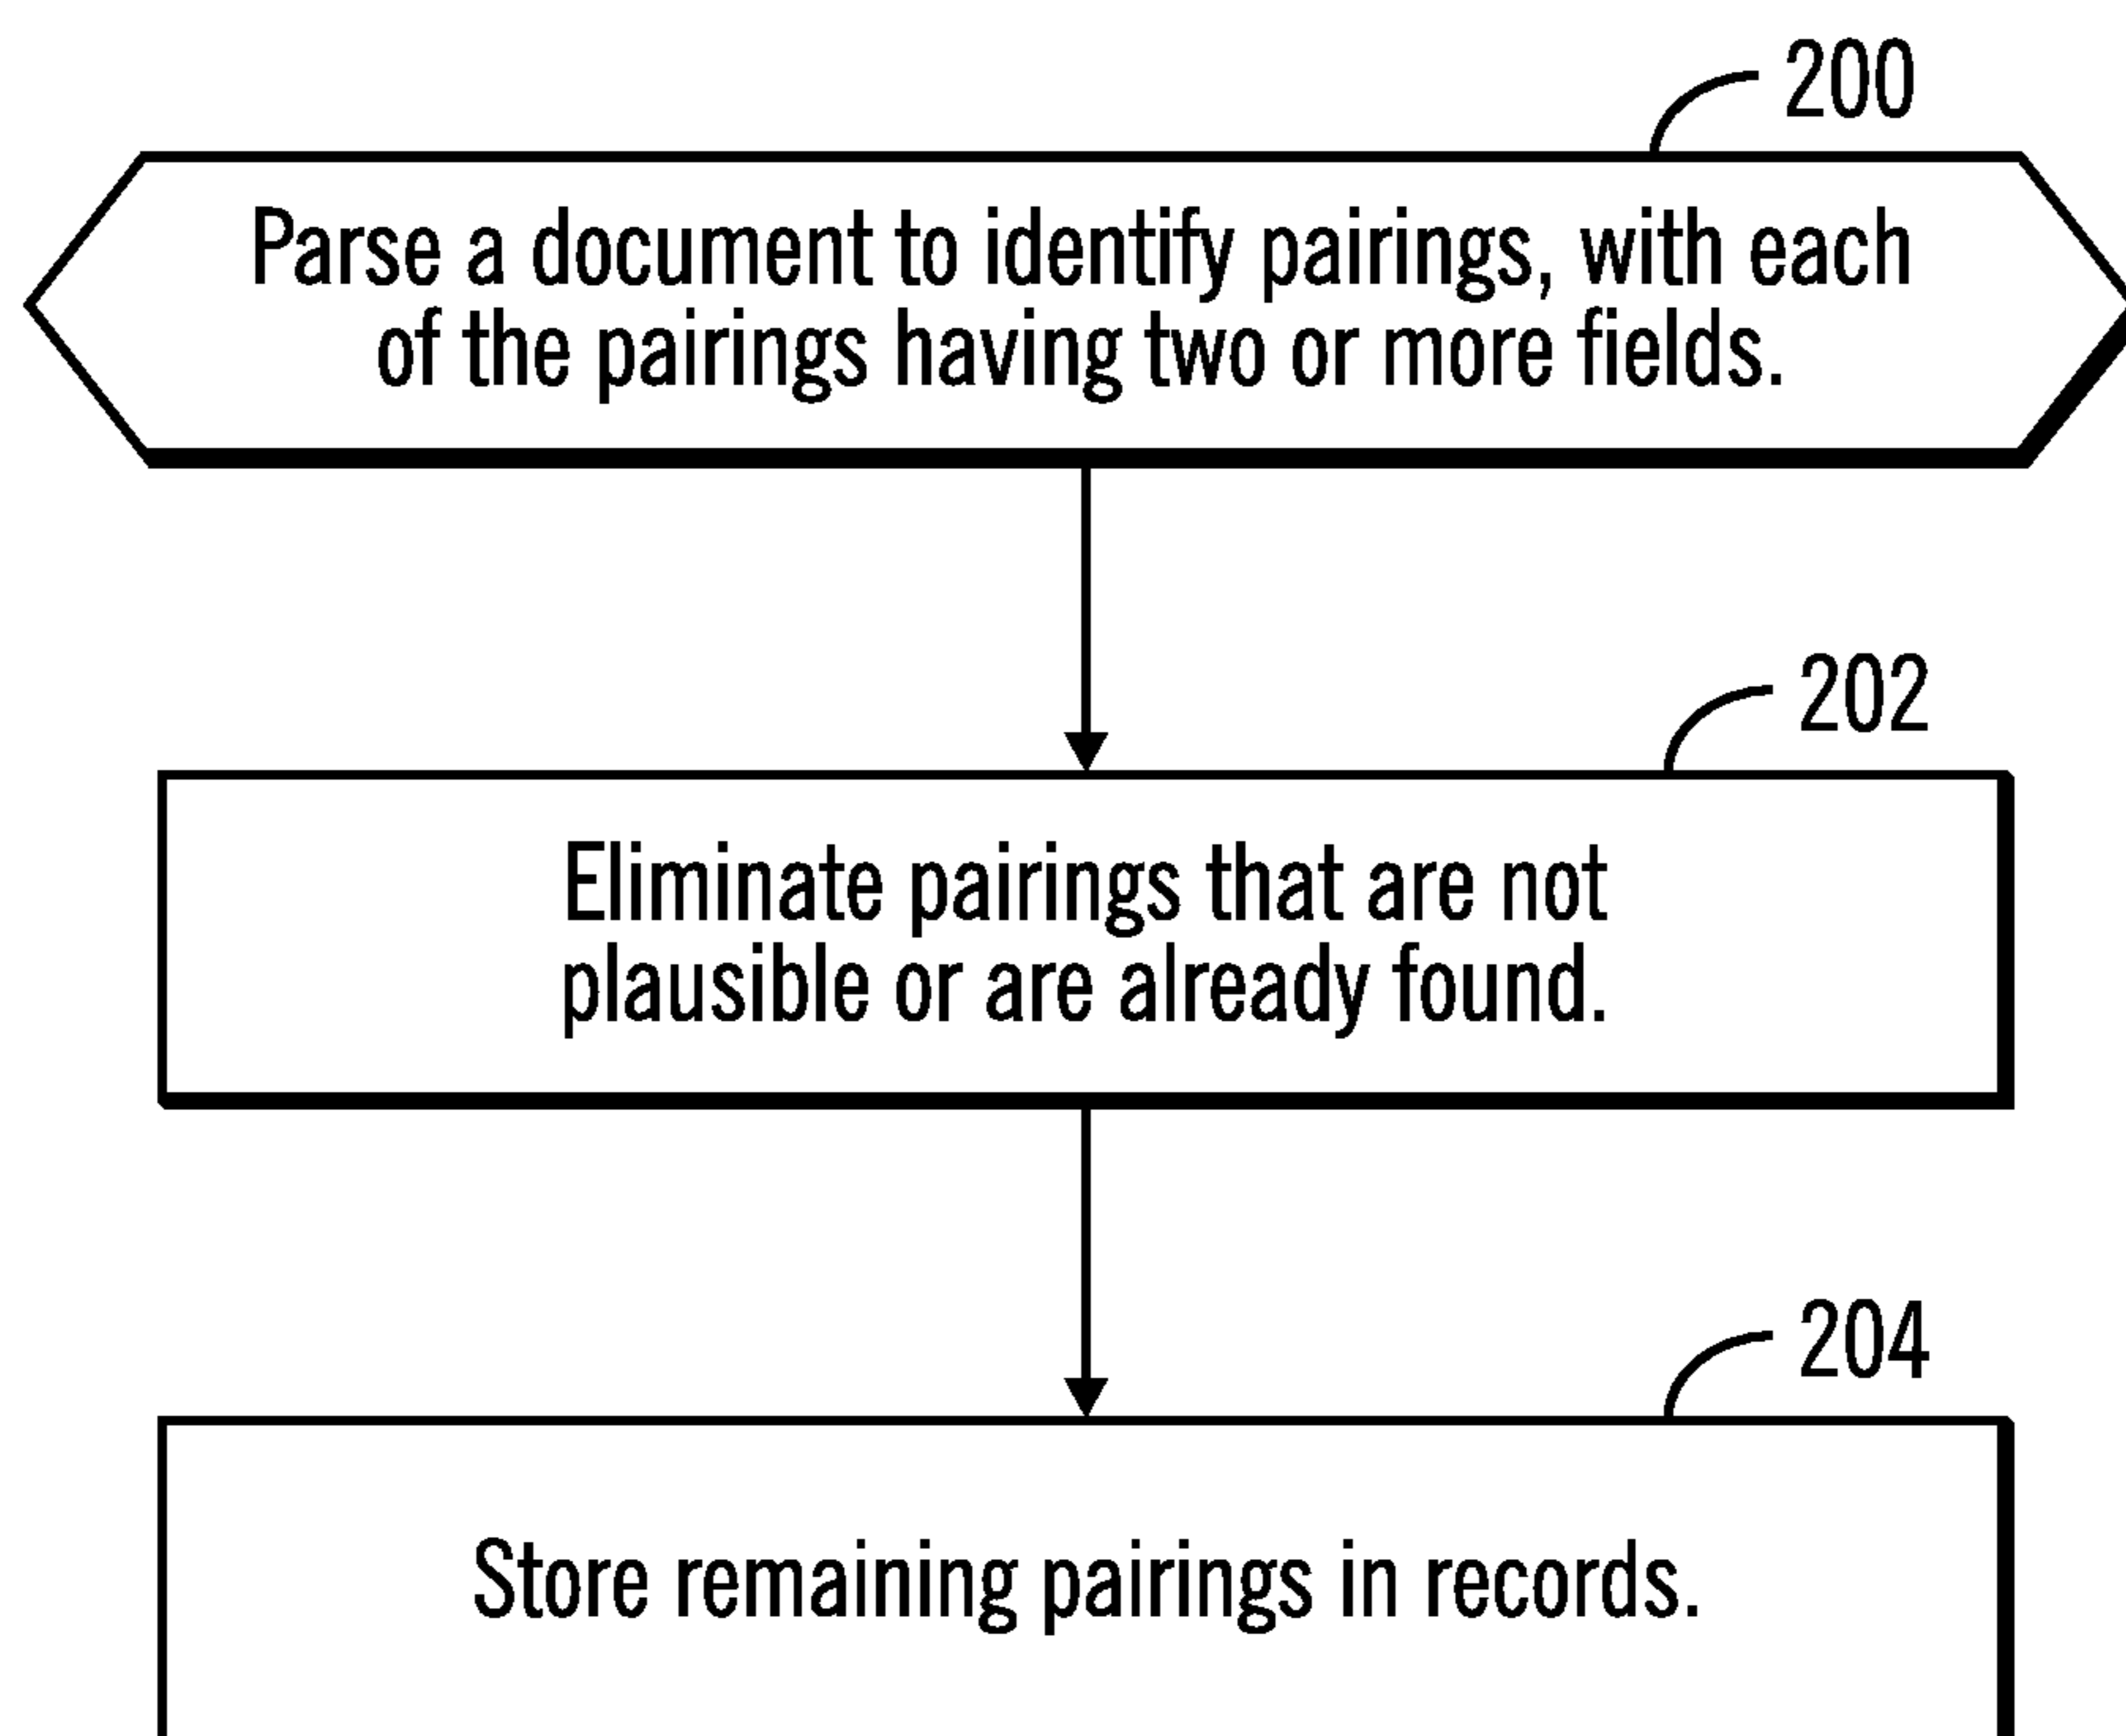 200
Parse a document to identify pairings, with each
of the pairings having two or more fields.
202
Eliminate pairings that are not
plausible or are already found.
204
Store remaining pairings in records.